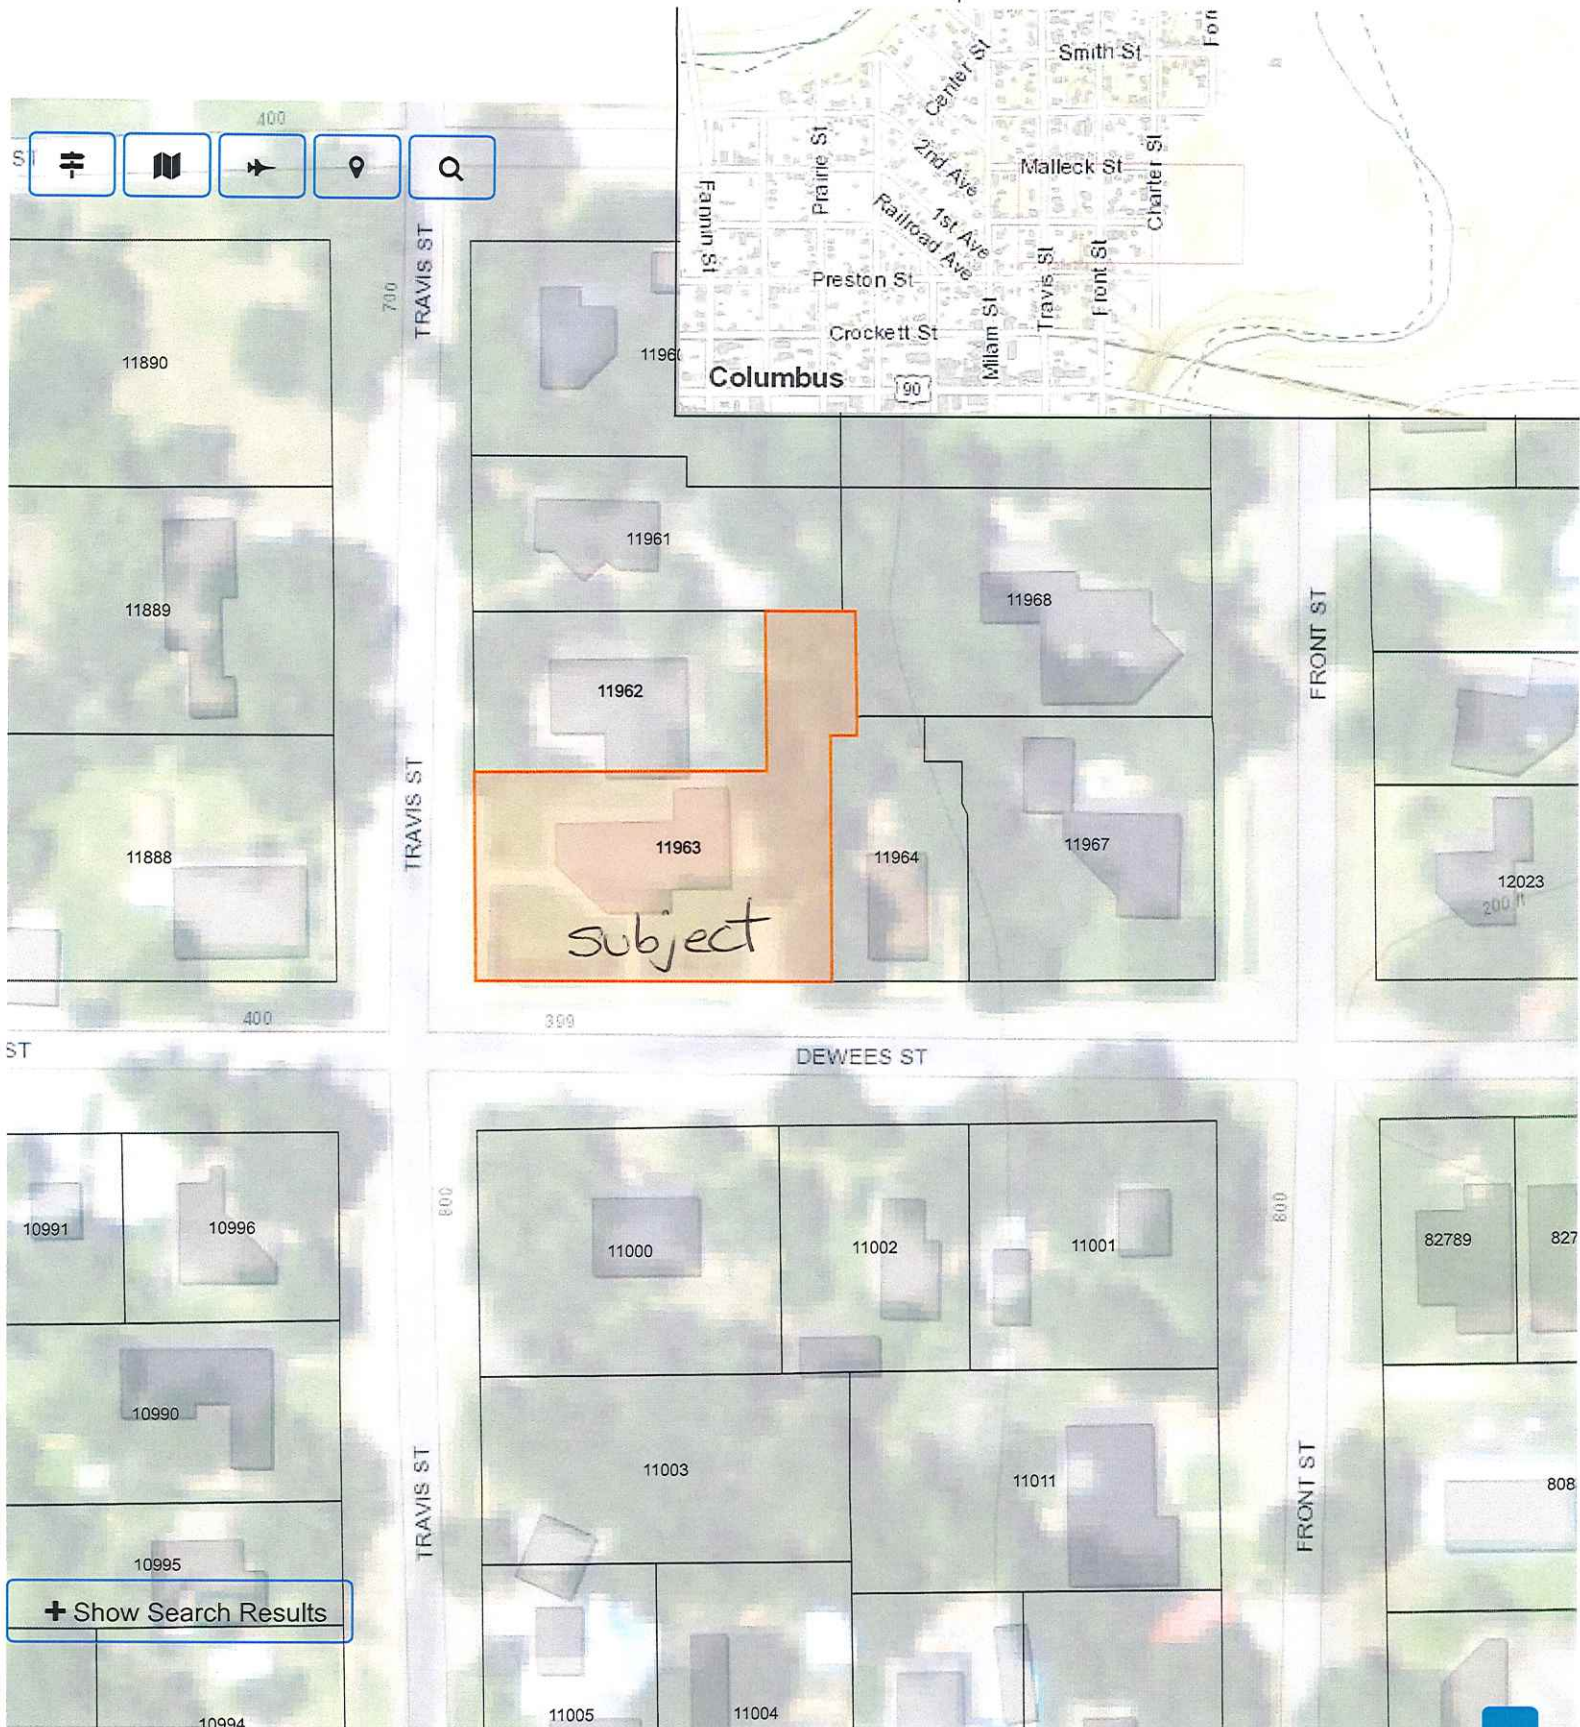 Smith St
Center St
Prairie St
2nd Ave
Malleck St
Charter St
Fannin St
1st Ave
Railroad Ave
Preston St
Travis St
Front St
Crockett St
Milam St
Columbus
90
400
ST
TRAVIS ST
700
11890
11961
11889
11968
11962
FRONT ST
TRAVIS ST
11888
11963
11964
11967
12023
200 ft
subject
400
399
ST
DEWEES ST
800
800
10991
10996
11000
11002
11001
82789
827
10990
11003
11011
808
TRAVIS ST
FRONT ST
10995
+ Show Search Results
11005
11004
10994